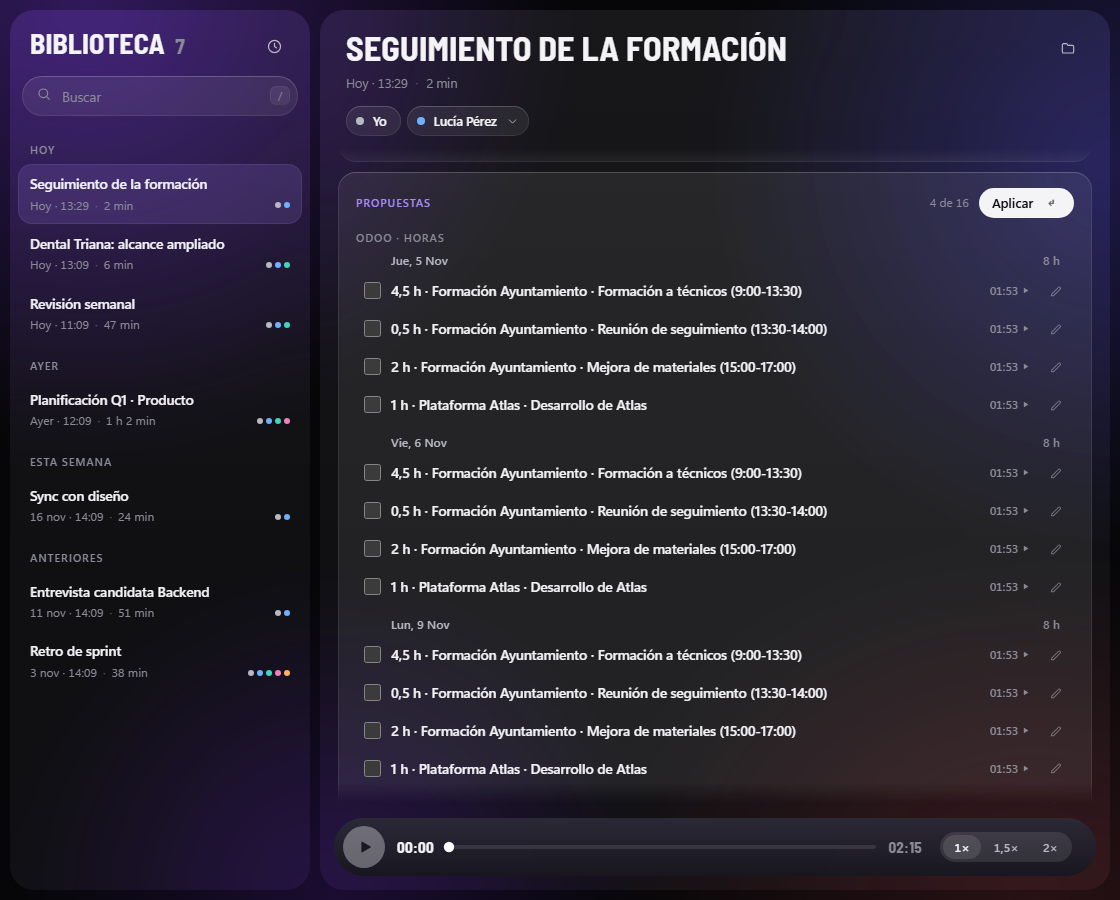 BIBLIOTECA 7
Buscar /
HOY
Seguimiento de la formación
Hoy · 13:29 · 2 min
Dental Triana: alcance ampliado
Hoy · 13:09 · 6 min
Revisión semanal
Hoy · 11:09 · 47 min
AYER
Planificación Q1 · Producto
Ayer · 12:09 · 1 h 2 min
ESTA SEMANA
Sync con diseño
16 nov · 14:09 · 24 min
ANTERIORES
Entrevista candidata Backend
11 nov · 14:09 · 51 min
Retro de sprint
3 nov · 14:09 · 38 min
SEGUIMIENTO DE LA FORMACIÓN
Hoy · 13:29 · 2 min
Yo Lucía Pérez
PROPUESTAS 4 de 16 Aplicar
ODOO · HORAS
Jue, 5 Nov 8 h
4,5 h · Formación Ayuntamiento · Formación a técnicos (9:00-13:30) 01:53
0,5 h · Formación Ayuntamiento · Reunión de seguimiento (13:30-14:00) 01:53
2 h · Formación Ayuntamiento · Mejora de materiales (15:00-17:00) 01:53
1 h · Plataforma Atlas · Desarrollo de Atlas 01:53
Vie, 6 Nov 8 h
4,5 h · Formación Ayuntamiento · Formación a técnicos (9:00-13:30) 01:53
0,5 h · Formación Ayuntamiento · Reunión de seguimiento (13:30-14:00) 01:53
2 h · Formación Ayuntamiento · Mejora de materiales (15:00-17:00) 01:53
1 h · Plataforma Atlas · Desarrollo de Atlas 01:53
Lun, 9 Nov 8 h
4,5 h · Formación Ayuntamiento · Formación a técnicos (9:00-13:30) 01:53
0,5 h · Formación Ayuntamiento · Reunión de seguimiento (13:30-14:00) 01:53
2 h · Formación Ayuntamiento · Mejora de materiales (15:00-17:00) 01:53
1 h · Plataforma Atlas · Desarrollo de Atlas 01:53
00:00 02:15 1× 1,5× 2×